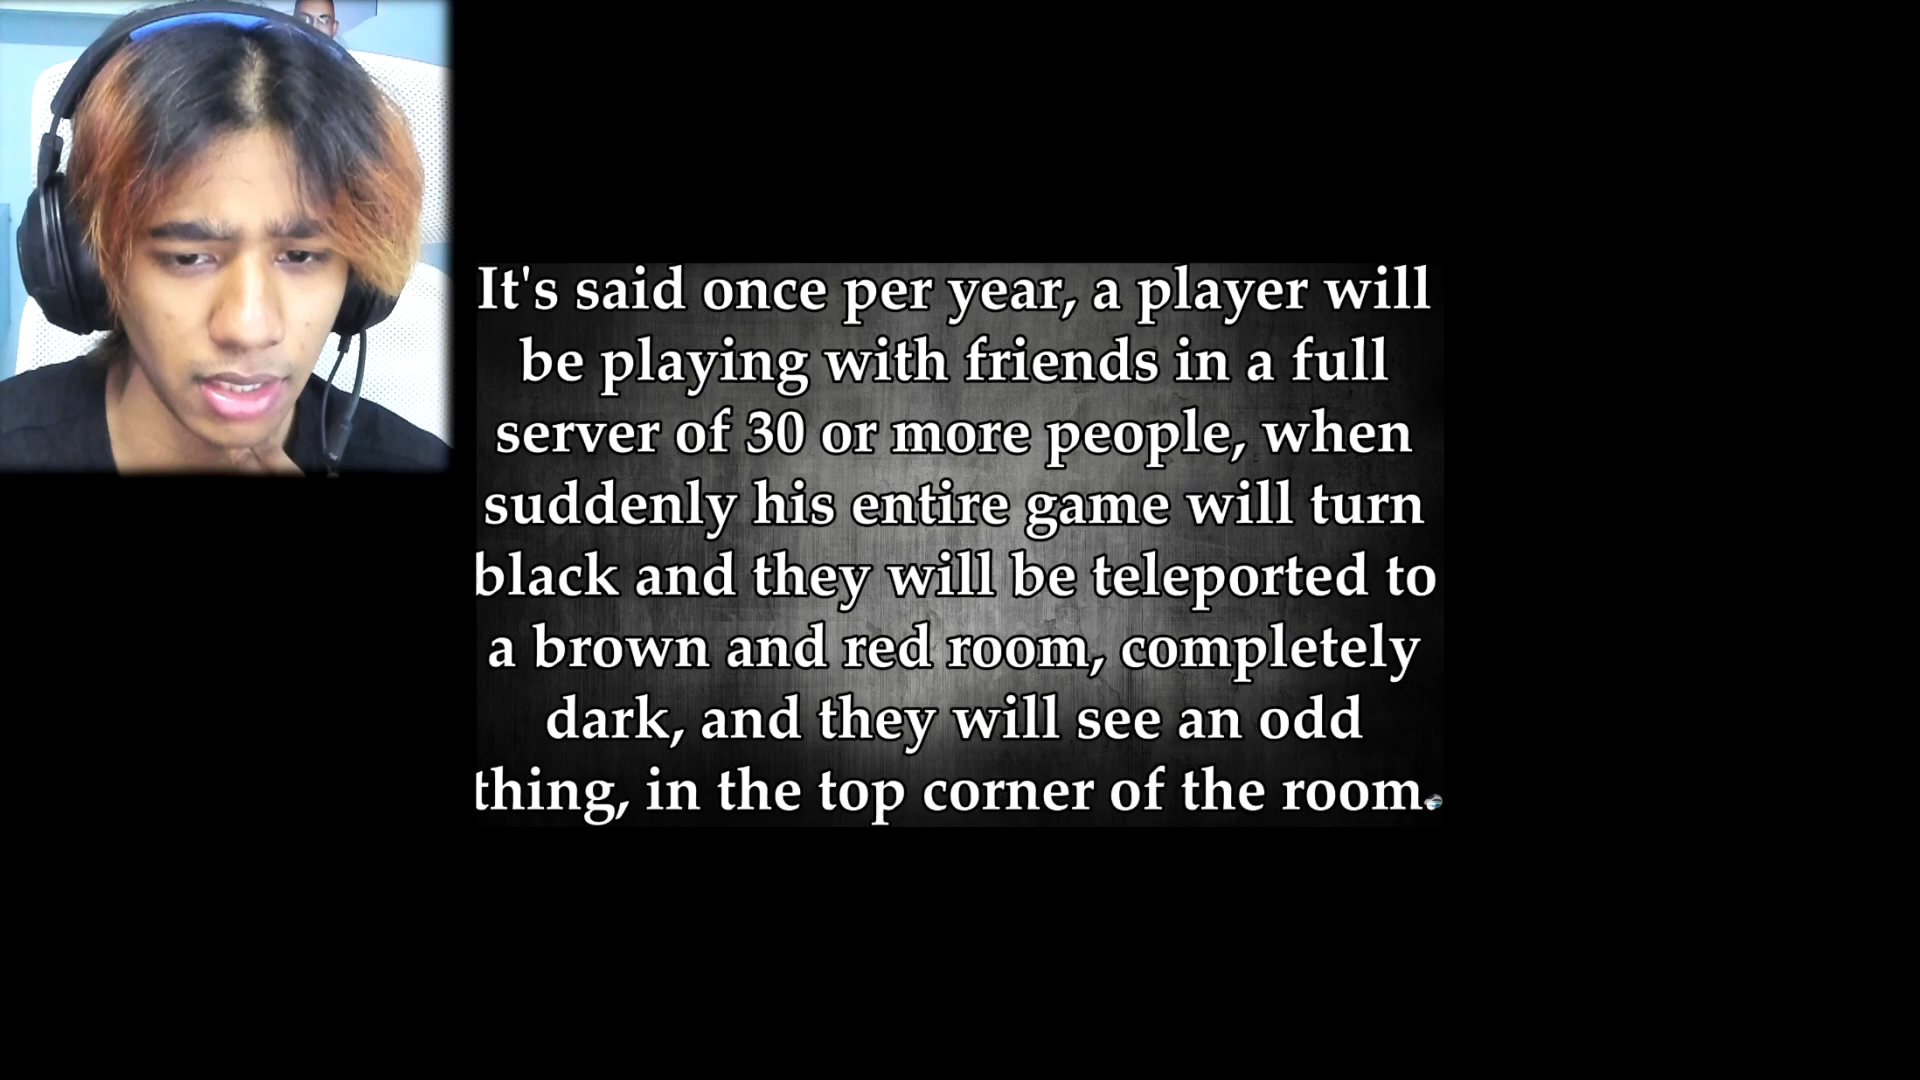 It's said once per year, a player will
be playing with friends in a full
server of 30 or more people, when
suddenly his entire game will turn
black and they will be teleported to
a brown and red room, completely
dark, and they will see an odd
thing, in the top corner of the room.